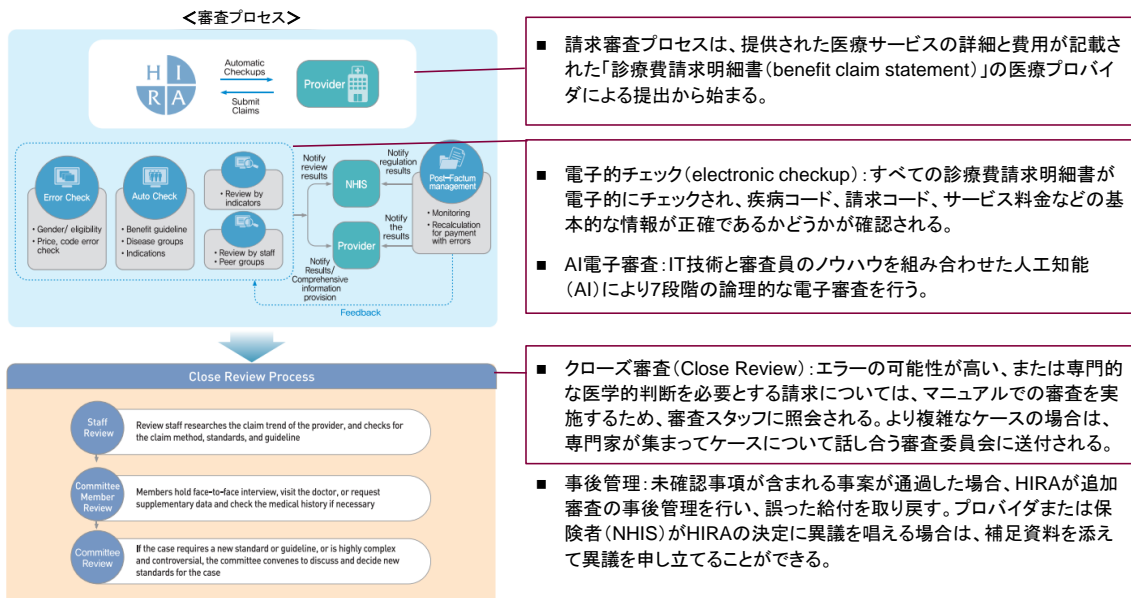 <審査プロセス>
H I
R A
Automatic
Checkups
Submit
Claims
Provider
Error Check
• Gender/ eligibility
• Price, code error
check
Auto Check
• Benefit guideline
• Disease groups
• Indications
• Review by
indicators
• Review by staff
• Peer groups
Notify
review
results
NHIS
Notify
regulation
results
Notify
the
results
Provider
Notify
Results/
Comprehensive
information
provision
Post-Factum
management
• Monitoring
• Recalculation
for payment
with errors
Feedback
Close Review Process
Staff
Review
Review staff researches the claim trend of the provider, and checks for
the claim method, standards, and guideline
Committee
Member
Review
Members hold face-to-face interview, visit the doctor, or request
supplementary data and check the medical history if necessary
Committee
Review
If the case requires a new standard or guideline, or is highly complex
and controversial, the committee convenes to discuss and decide new
standards for the case
■ 請求審査プロセスは、提供された医療サービスの詳細と費用が記載さ
れた「診療費請求明細書(benefit claim statement)」の医療プロバイ
ダによる提出から始まる。
■ 電子的チェック(electronic checkup):すべての診療費請求明細書が
電子的にチェックされ、疾病コード、請求コード、サービス料金などの基
本的な情報が正確であるかどうかが確認される。
■ AI電子審査:IT技術と審査員のノウハウを組み合わせた人工知能
(AI)により7段階の論理的な電子審査を行う。
■ クローズ審査(Close Review):エラーの可能性が高い、または専門的
な医学的判断を必要とする請求については、マニュアルでの審査を実
施するため、審査スタッフに照会される。より複雑なケースの場合は、
専門家が集まってケースについて話し合う審査委員会に送付される。
■ 事後管理:未確認事項が含まれる事案が通過した場合、HIRAが追加
審査の事後管理を行い、誤った給付を取り戻す。プロバイダまたは保
険者(NHIS)がHIRAの決定に異議を唱える場合は、補足資料を添え
て異議を申し立てることができる。